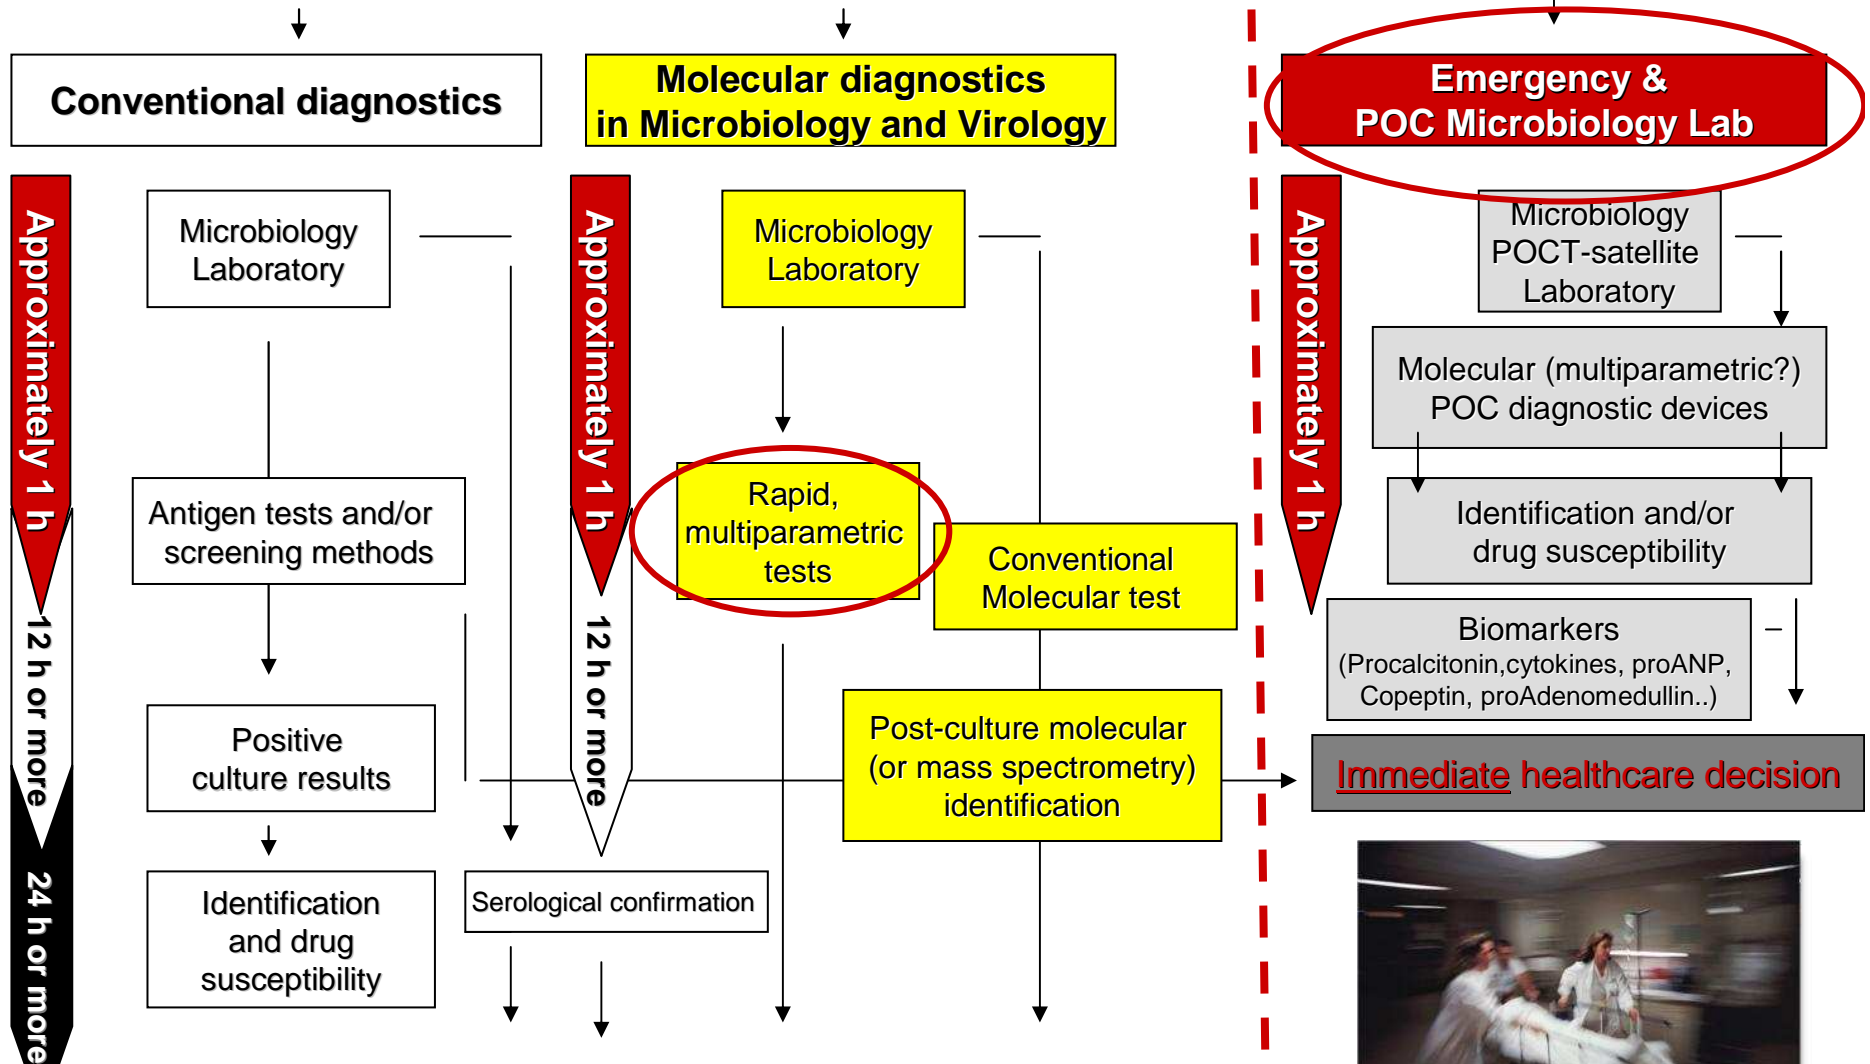 Conventional diagnostics
Approximately 1 h
12 h or more
24 h or more
Microbiology
Laboratory
Antigen tests and/or
screening methods
Positive
culture results
Identification
and drug
susceptibility
Serological confirmation
Molecular diagnostics
in Microbiology and Virology
Approximately 1 h
12 h or more
Microbiology
Laboratory
Rapid,
multiparametric
tests
Conventional
Molecular test
Post-culture molecular
(or mass spectrometry)
identification
Emergency &
POC Microbiology Lab
Approximately 1 h
Microbiology
POCT-satellite
Laboratory
Molecular (multiparametric?)
POC diagnostic devices
Identification and/or
drug susceptibility
Biomarkers
(Procalcitonin,cytokines, proANP,
Copeptin, proAdenomedullin..)
Immediate healthcare decision